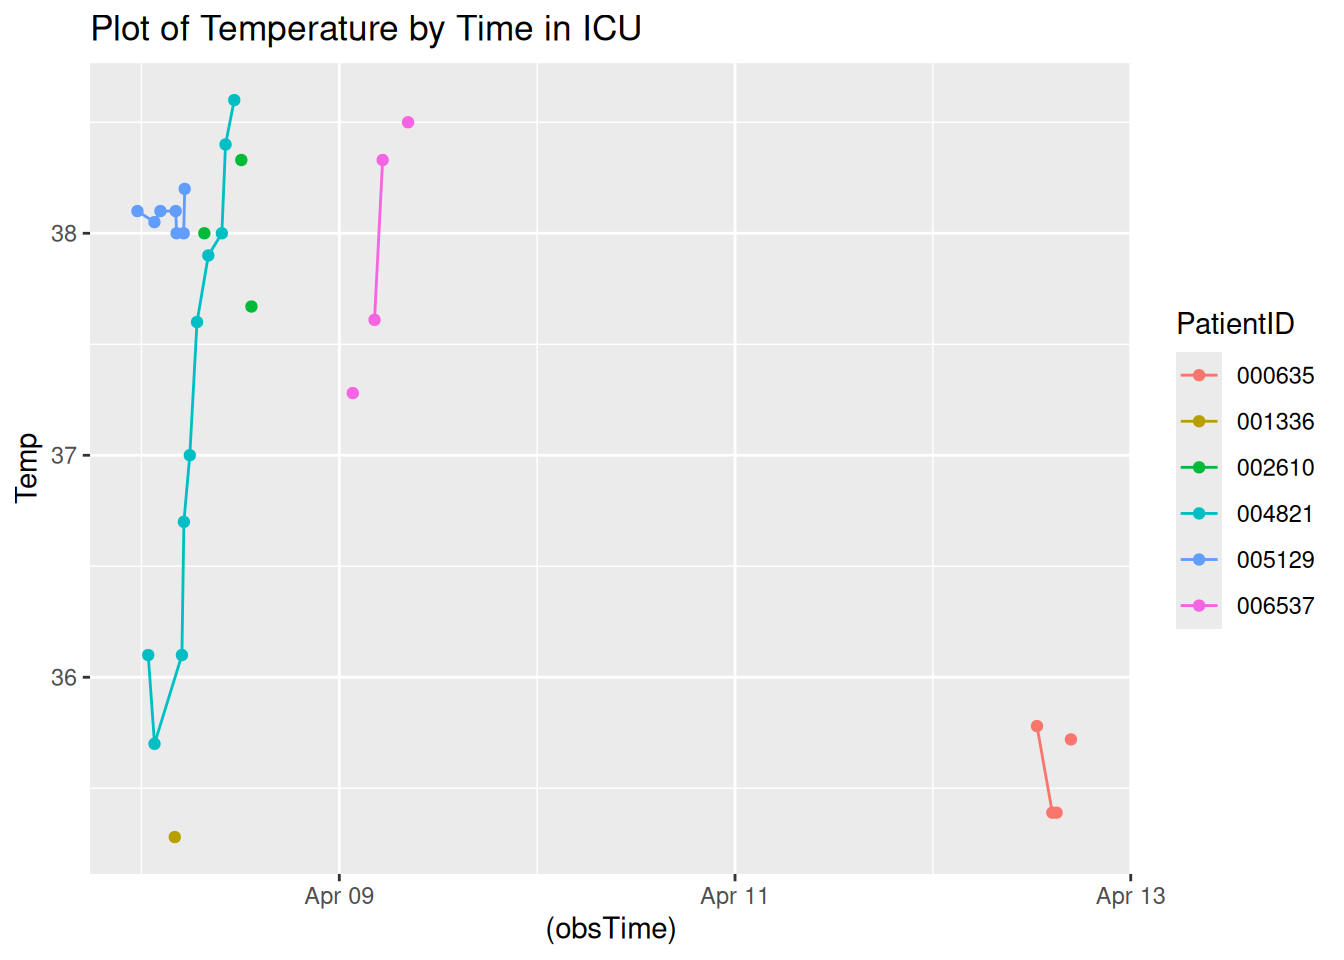 Plot of Temperature by Time in ICU
Temp
38
37
36
Apr 09
Apr 11
Apr 13
(obsTime)
PatientID
000635
001336
002610
004821
005129
006537